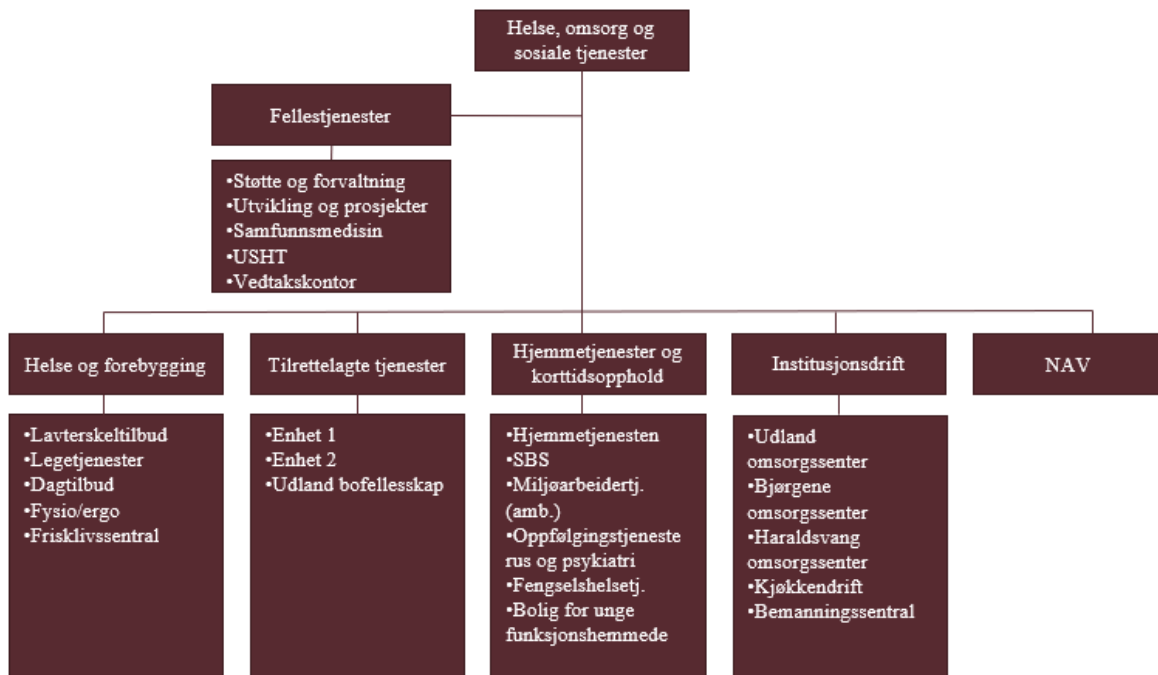 Helse, omsorg og
sosiale tjenester
Fellestjenester
•Støtte og forvaltning
•Utvikling og prosjekter
•Samfunnsmedisin
•USHT
•Vedtakskontor
Helse og forebygging
•Lavterskeltilbud
•Legetjenester
•Dagtilbud
•Fysio/ergo
•Frisklivssentral
Tilrettelagte tjenester
•Enhet 1
•Enhet 2
•Udland bofellesskap
Hjemmetjenester og
korttidsopphold
•Hjemmetjenesten
•SBS
•Miljøarbeidertj.
(amb.)
•Oppfølgingstjeneste
rus og psykiatri
•Fengselshelsetj.
•Bolig for unge
funksjonshemmede
Institusjonsdrift
•Udland
omsorgssenter
•Bjørgene
omsorgssenter
•Haraldsvang
omsorgssenter
•Kjøkkendrift
•Bemanningssentral
NAV